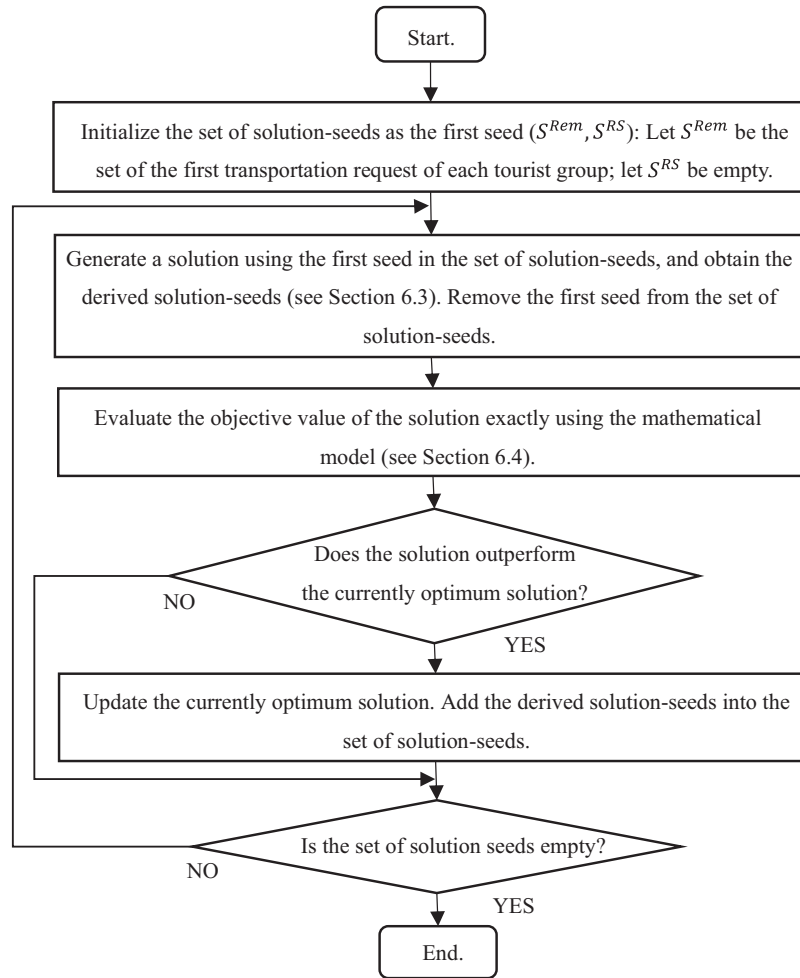 Start.
Initialize the set of solution-seeds as the first seed (S^{Rem}, S^{RS}): Let S^{Rem} be the
set of the first transportation request of each tourist group; let S^{RS} be empty.
Generate a solution using the first seed in the set of solution-seeds, and obtain the
derived solution-seeds (see Section 6.3). Remove the first seed from the set of
solution-seeds.
Evaluate the objective value of the solution exactly using the mathematical
model (see Section 6.4).
Does the solution outperform
the currently optimum solution?
NO
YES
Update the currently optimum solution. Add the derived solution-seeds into the
set of solution-seeds.
Is the set of solution seeds empty?
NO
YES
End.